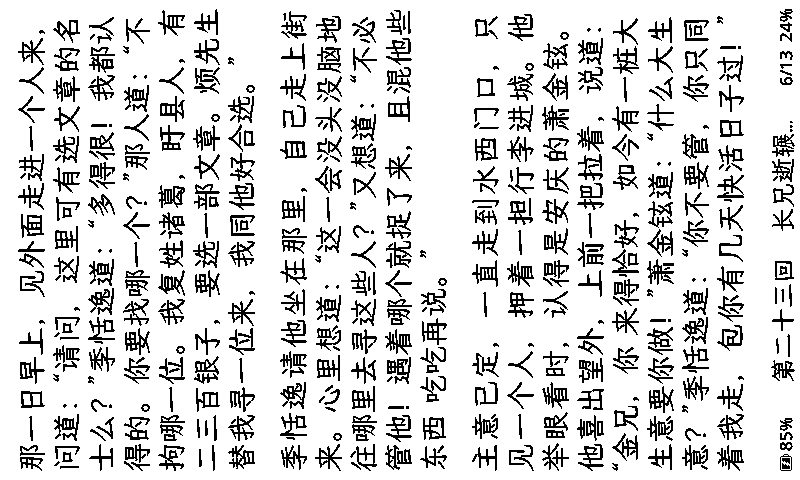 那一日早上，见外面走进一个人来，
问道：“请问，这里可有选文章的名
士么？”季恬逸道：“多得很！我都认
得的。你要找哪一个？”那人道：“不
拘哪一位。我复姓诸葛，盱县人，有
二三百银子，要选一部文章。烦先生
替我寻一位来，我同他好合选。”
季恬逸请他坐在那里，自己走上街
来。心里想道：“这一会没头没脑地
往哪里去寻这些人？”又想道：“不必
管他！遇着哪个就捉了来，且混他些
东西 吃吃再说。”
主意已定，一直走到水西门口，只
见一个人，押着一担行李进城。他
举眼看时，认得是安庆的萧金铉。
他喜出望外，上前一把拉着，说道：
“金兄，你 来得恰好，如今有一桩大
生意要你做！”萧金铉道：“什么大生
意？”季恬逸道：“你不要管，你只同
着我走，包你有几天快活日子过！”
85% 第二十三回 长兄逝辗… 6/13 24%